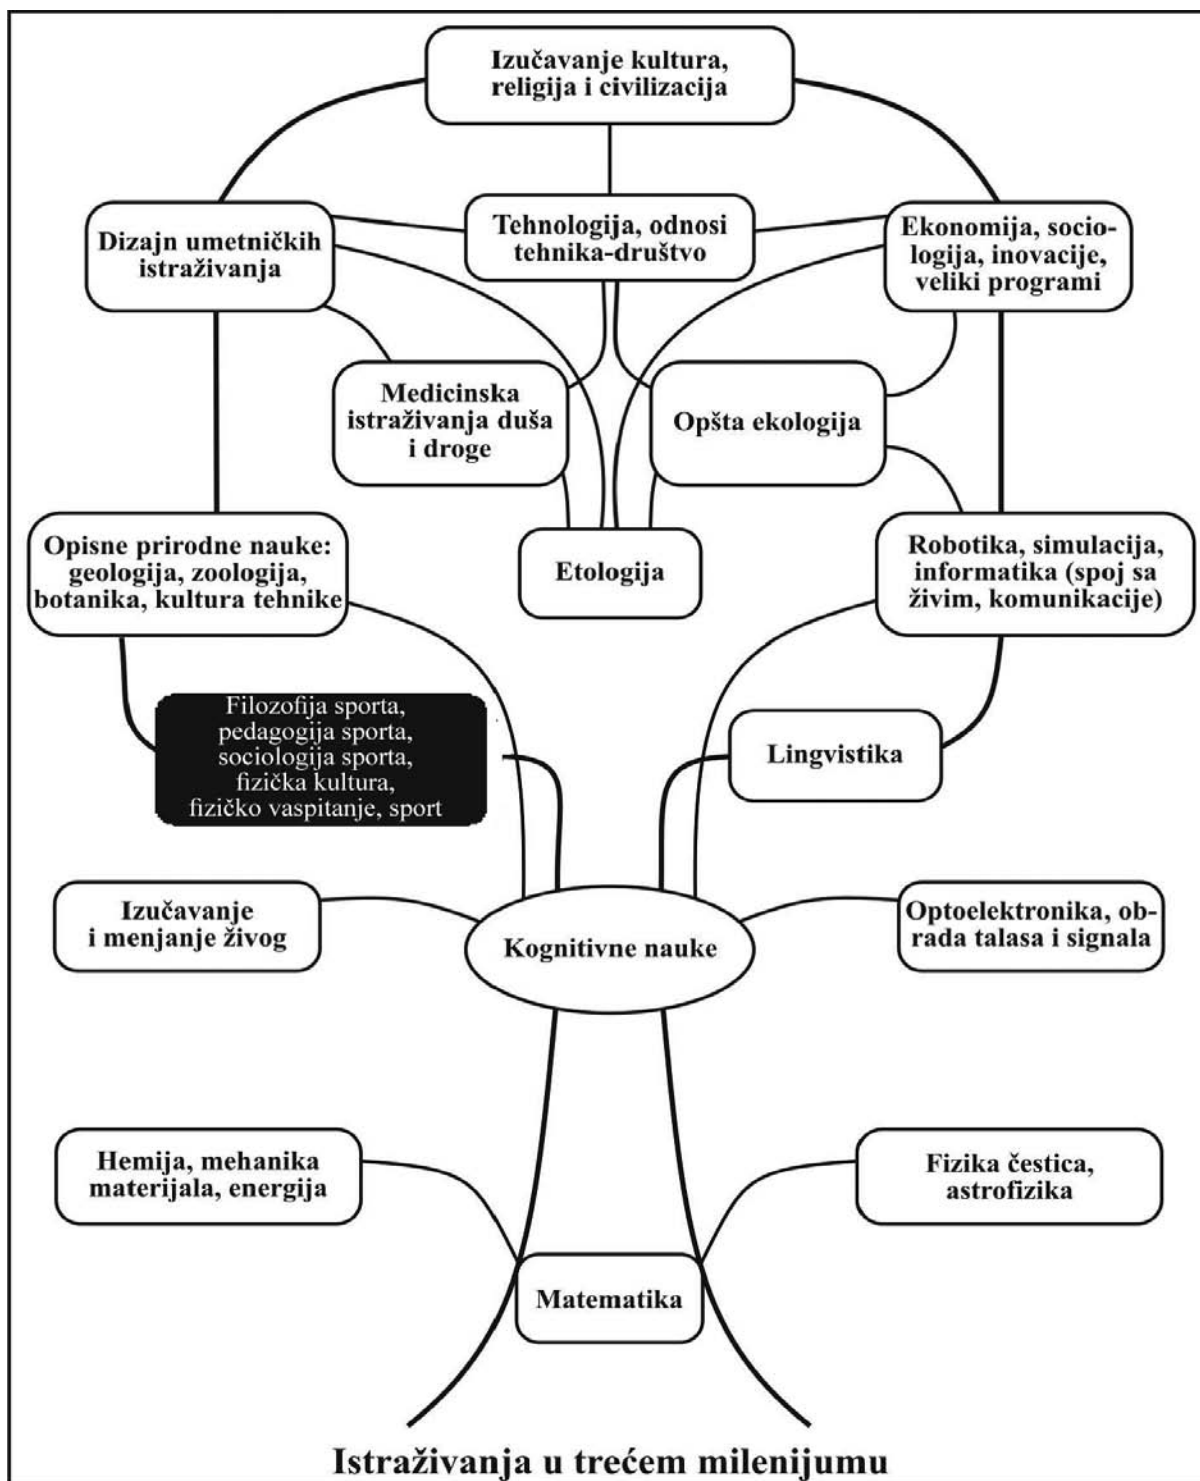 Izučavanje kultura,
religija i civilizacija
Dizajn umetničkih
istraživanja
Tehnologija, odnosi
tehnika-društvo
Ekonomija, socio-
logija, inovacije,
veliki programi
Medicinska
istraživanja duša
i droge
Opšta ekologija
Opisne prirodne nauke:
geologija, zoologija,
botanika, kultura tehnike
Etologija
Robotika, simulacija,
informatika (spoj sa
živim, komunikacije)
Filozofija sporta,
pedagogija sporta,
sociologija sporta,
fizička kultura,
fizičko vaspitanje, sport
Lingvistika
Izučavanje
i menjanje živog
Kognitivne nauke
Optoelektronika, ob-
rada talasa i signala
Hemija, mehanika
materijala, energija
Fizika čestica,
astrofizika
Matematika
Istraživanja u trećem milenijumu